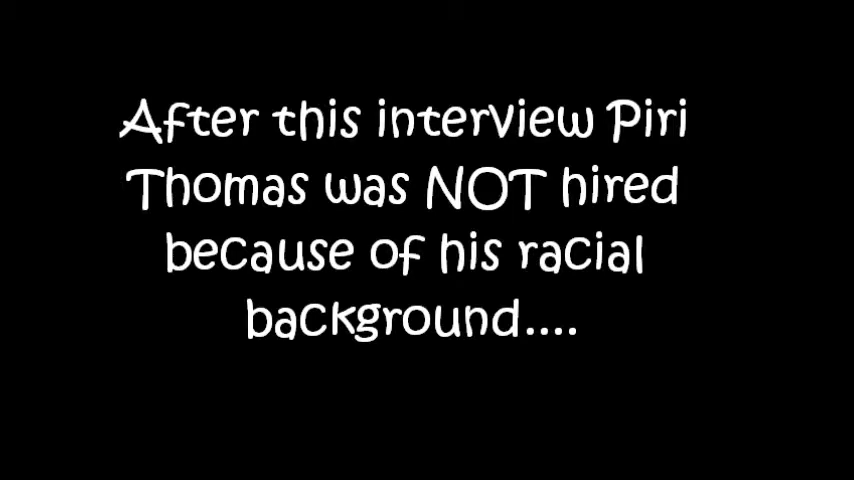 After this interview Piri
Thomas was NOT hired
because of his racial
background....